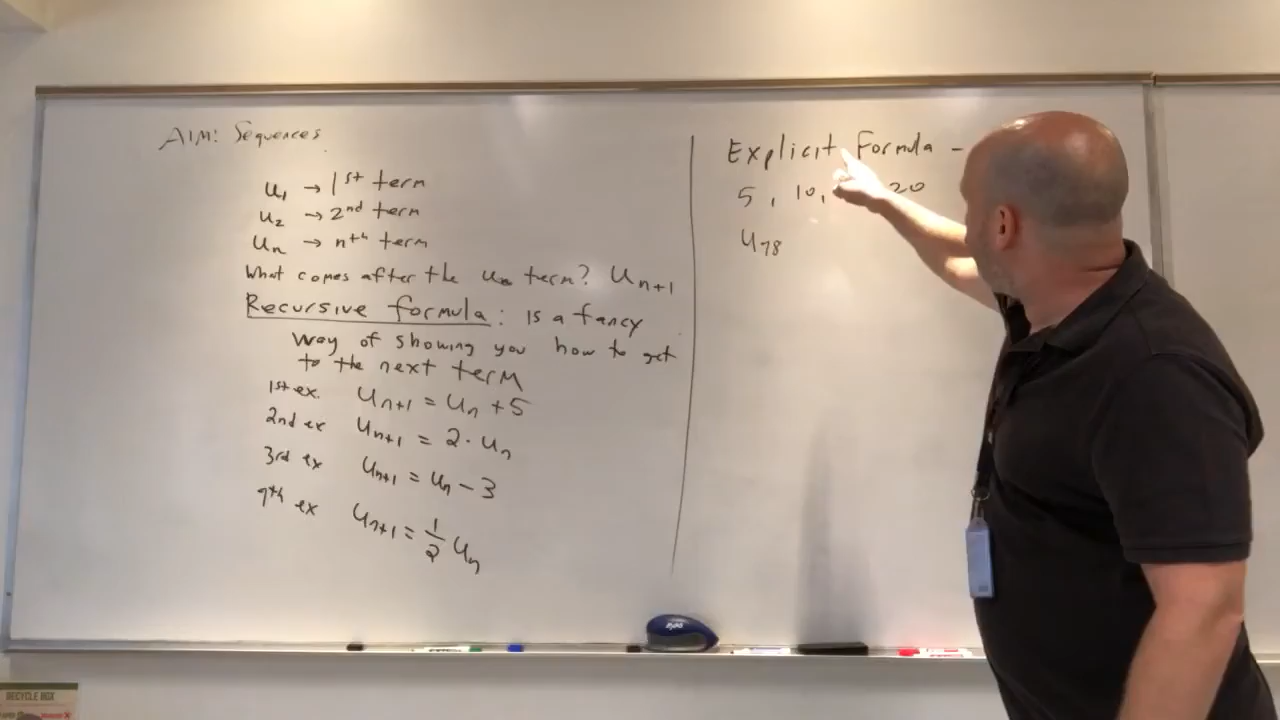 AIM: Sequences
u₁ → 1st term
u₂ → 2nd term
uₙ → nth term
What comes after the uₙ term? uₙ₊₁
Recursive formula: is a fancy
way of showing you how to get
to the next term
1st ex. uₙ₊₁ = uₙ + 5
2nd ex uₙ₊₁ = 2 · uₙ
3rd ex uₙ₊₁ = uₙ - 3
4th ex uₙ₊₁ = 1/2 uₙ
Explicit Formula -
5, 10, 20
u₇₈
expo
RECYCLE BOX